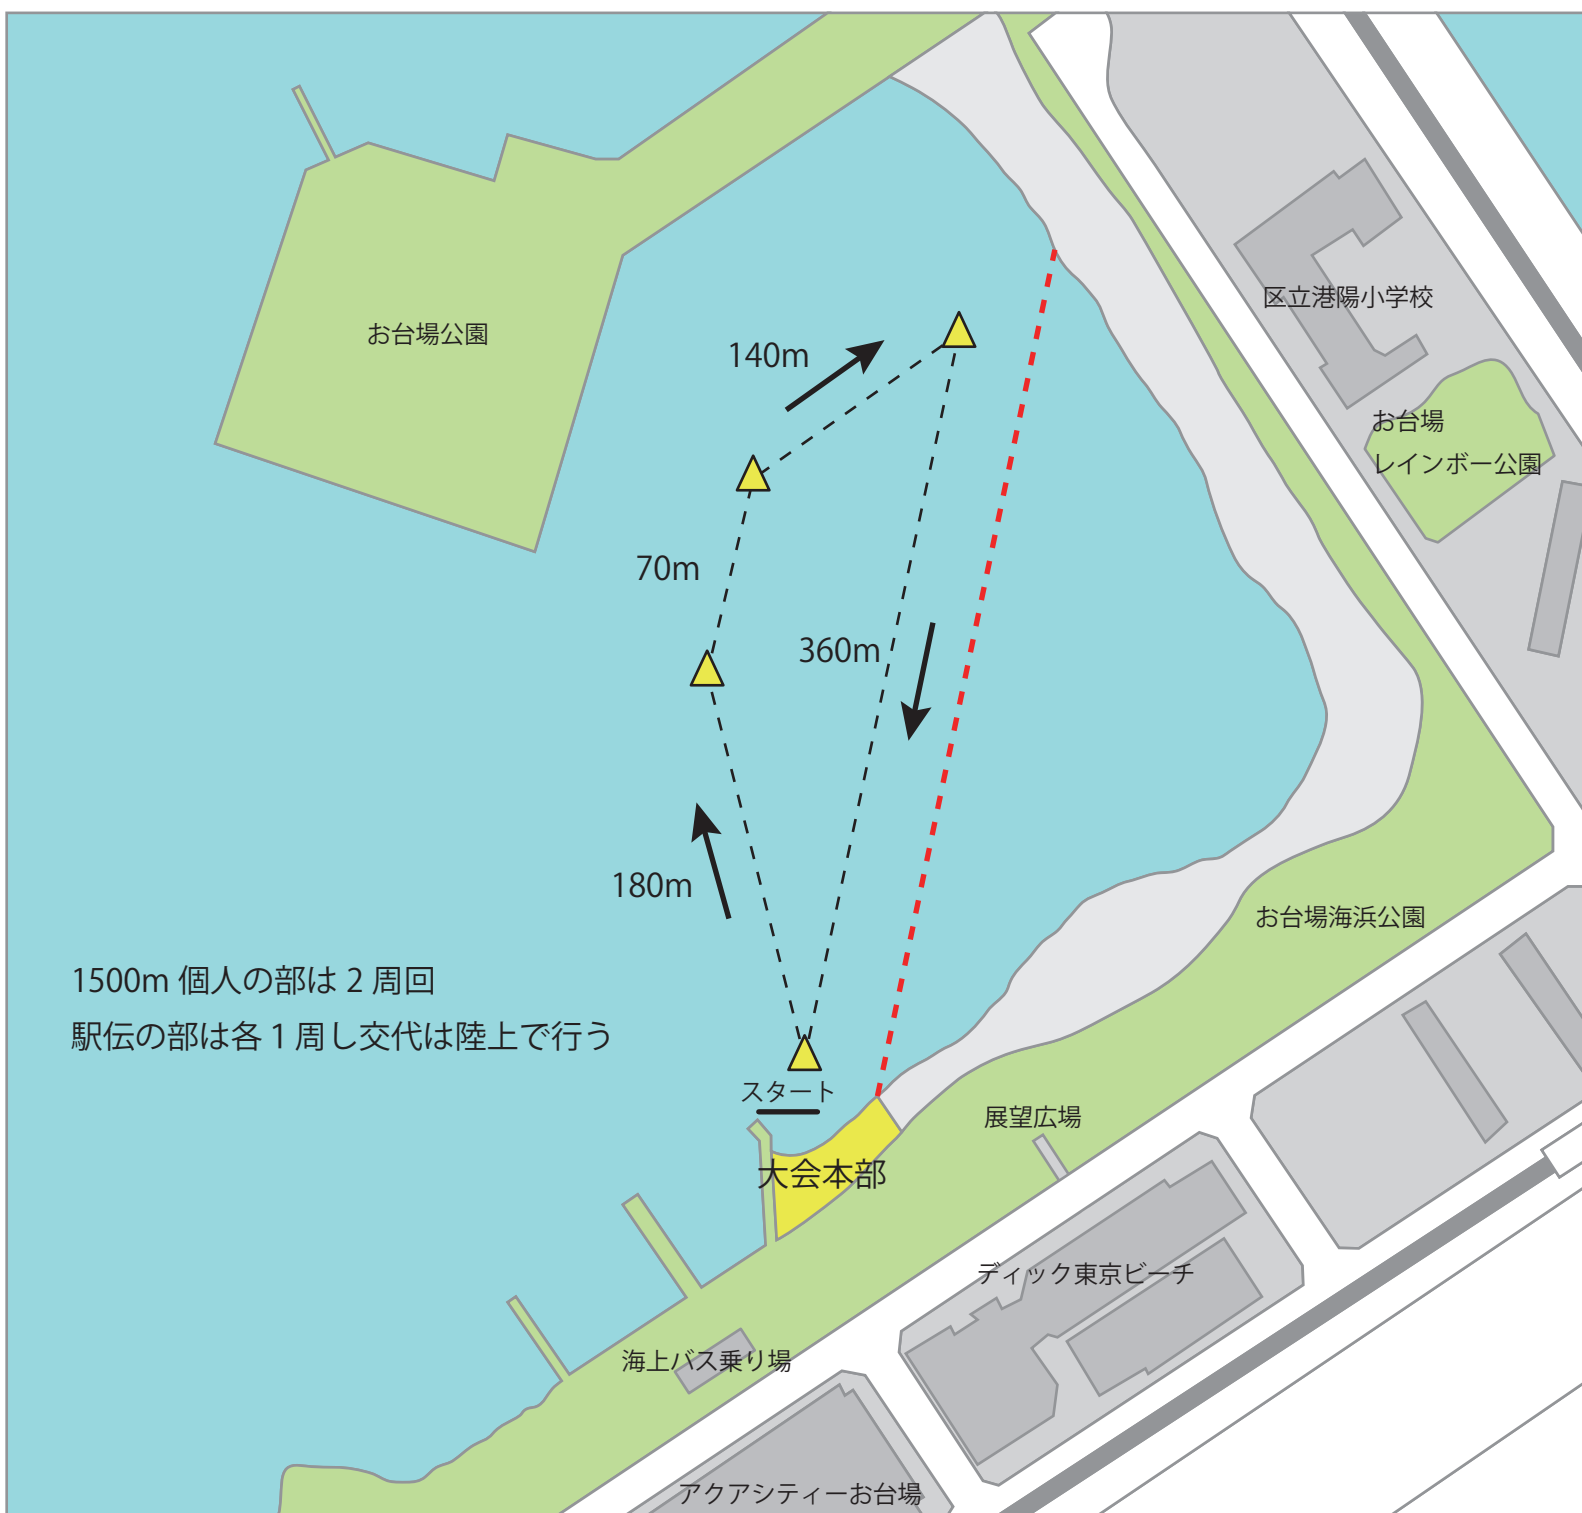 区立港陽小学校
お台場公園
140m
お台場
レインボー公園
70m
360m
180m
お台場海浜公園
1500m 個人の部は 2 周回
駅伝の部は各 1 周し交代は陸上で行う
スタート
展望広場
大会本部
ディック東京ビーチ
海上バス乗り場
アクアシティーお台場